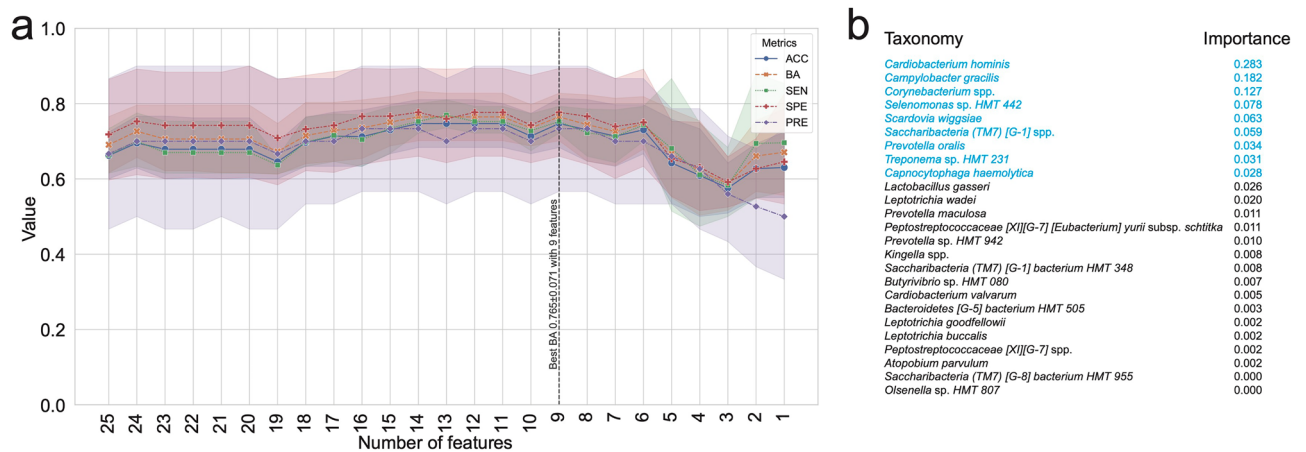 a
1.0
0.8
0.6
0.4
0.2
0.0
Value
25 24 23 22 21 20 19 18 17 16 15 14 13 12 11 10 9 8 7 6 5 4 3 2 1
Number of features
Best BA 0.765±0.071 with 9 features
Metrics
ACC
BA
SEN
SPE
PRE
b
Taxonomy Importance
Cardiobacterium hominis 0.283
Campylobacter gracilis 0.182
Corynebacterium spp. 0.127
Selenomonas sp. HMT 442 0.078
Scardovia wiggsiae 0.063
Saccharibacteria (TM7) [G-1] spp. 0.059
Prevotella oralis 0.034
Treponema sp. HMT 231 0.031
Capnocytophaga haemolytica 0.028
Lactobacillus gasseri 0.026
Leptotrichia wadei 0.020
Prevotella maculosa 0.011
Peptostreptococcaceae [XI][G-7] [Eubacterium] yurii subsp. schtitka 0.011
Prevotella sp. HMT 942 0.010
Kingella spp. 0.008
Saccharibacteria (TM7) [G-1] bacterium HMT 348 0.008
Butyrivibrio sp. HMT 080 0.007
Cardiobacterium valvarum 0.005
Bacteroidetes [G-5] bacterium HMT 505 0.003
Leptotrichia goodfellowii 0.002
Leptotrichia buccalis 0.002
Peptostreptococcaceae [XI][G-7] spp. 0.002
Atopobium parvulum 0.002
Saccharibacteria (TM7) [G-8] bacterium HMT 955 0.000
Olsenella sp. HMT 807 0.000